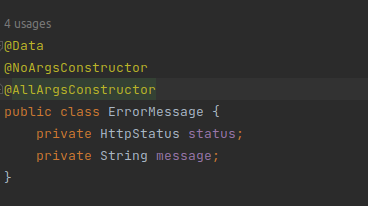 4 usages
@Data
@NoArgsConstructor
@AllArgsConstructor
public class ErrorMessage {
    private HttpStatus status;
    private String message;
}